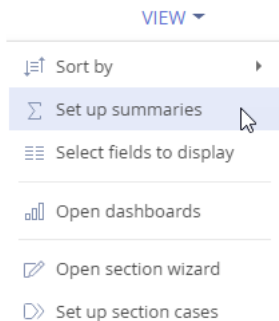 VIEW
Sort by
Set up summaries
Select fields to display
Open dashboards
Open section wizard
Set up section cases